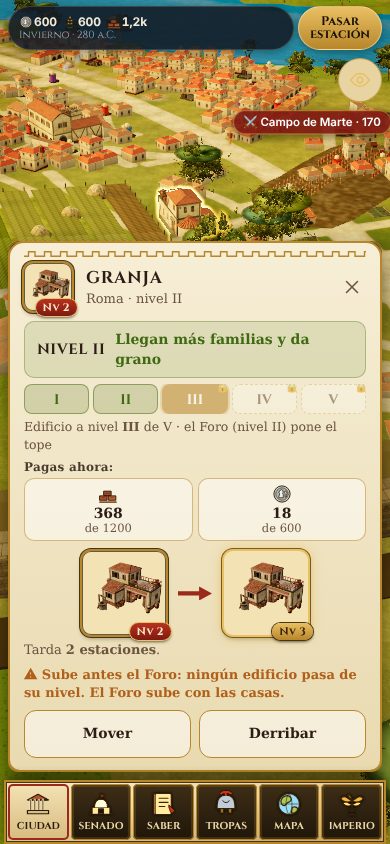 600 600 1,2k
Invierno · 280 a.C.
Pasar
estación
Campo de Marte · 170
Granja
Roma · nivel II
Nv 2
Nivel II Llegan más familias y da
grano
I II III IV V
Edificio a nivel III de V · el Foro (nivel II) pone el
tope
Pagas ahora:
368 18
de 1200 de 600
Nv 2 Nv 3
Tarda 2 estaciones.
Sube antes el Foro: ningún edificio pasa de
su nivel. El Foro sube con las casas.
Mover Derribar
Ciudad Senado Saber Tropas Mapa Imperio